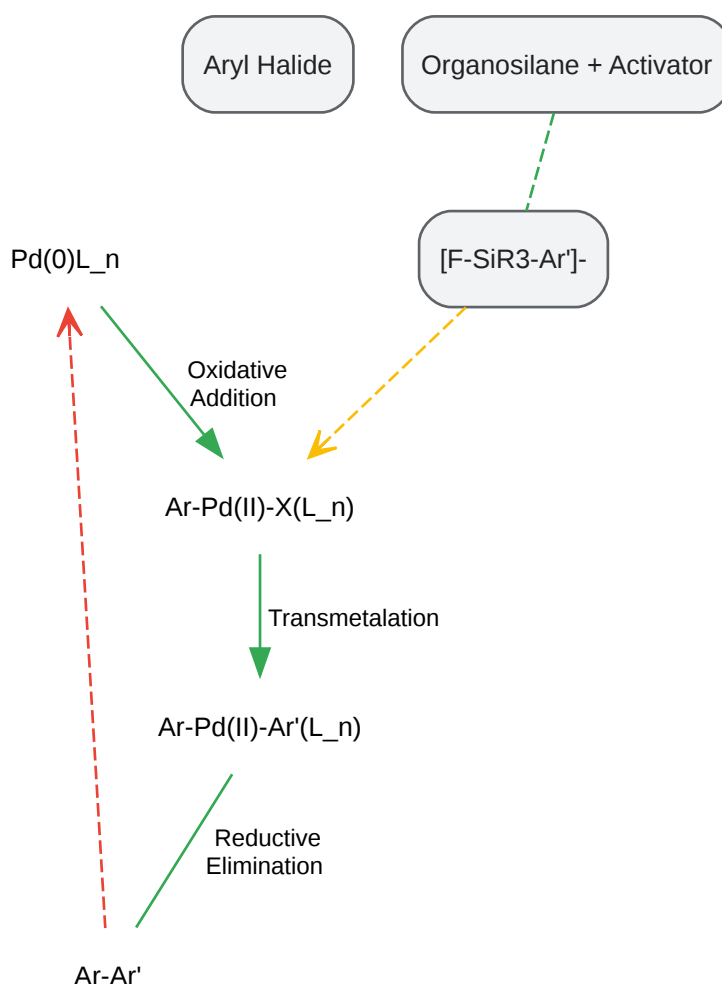 Aryl Halide
Organosilane + Activator
Pd(0)L_n
[F-SiR3-Ar']-
Oxidative
Addition
Ar-Pd(II)-X(L_n)
Transmetalation
Ar-Pd(II)-Ar'(L_n)
Reductive
Elimination
Ar-Ar'